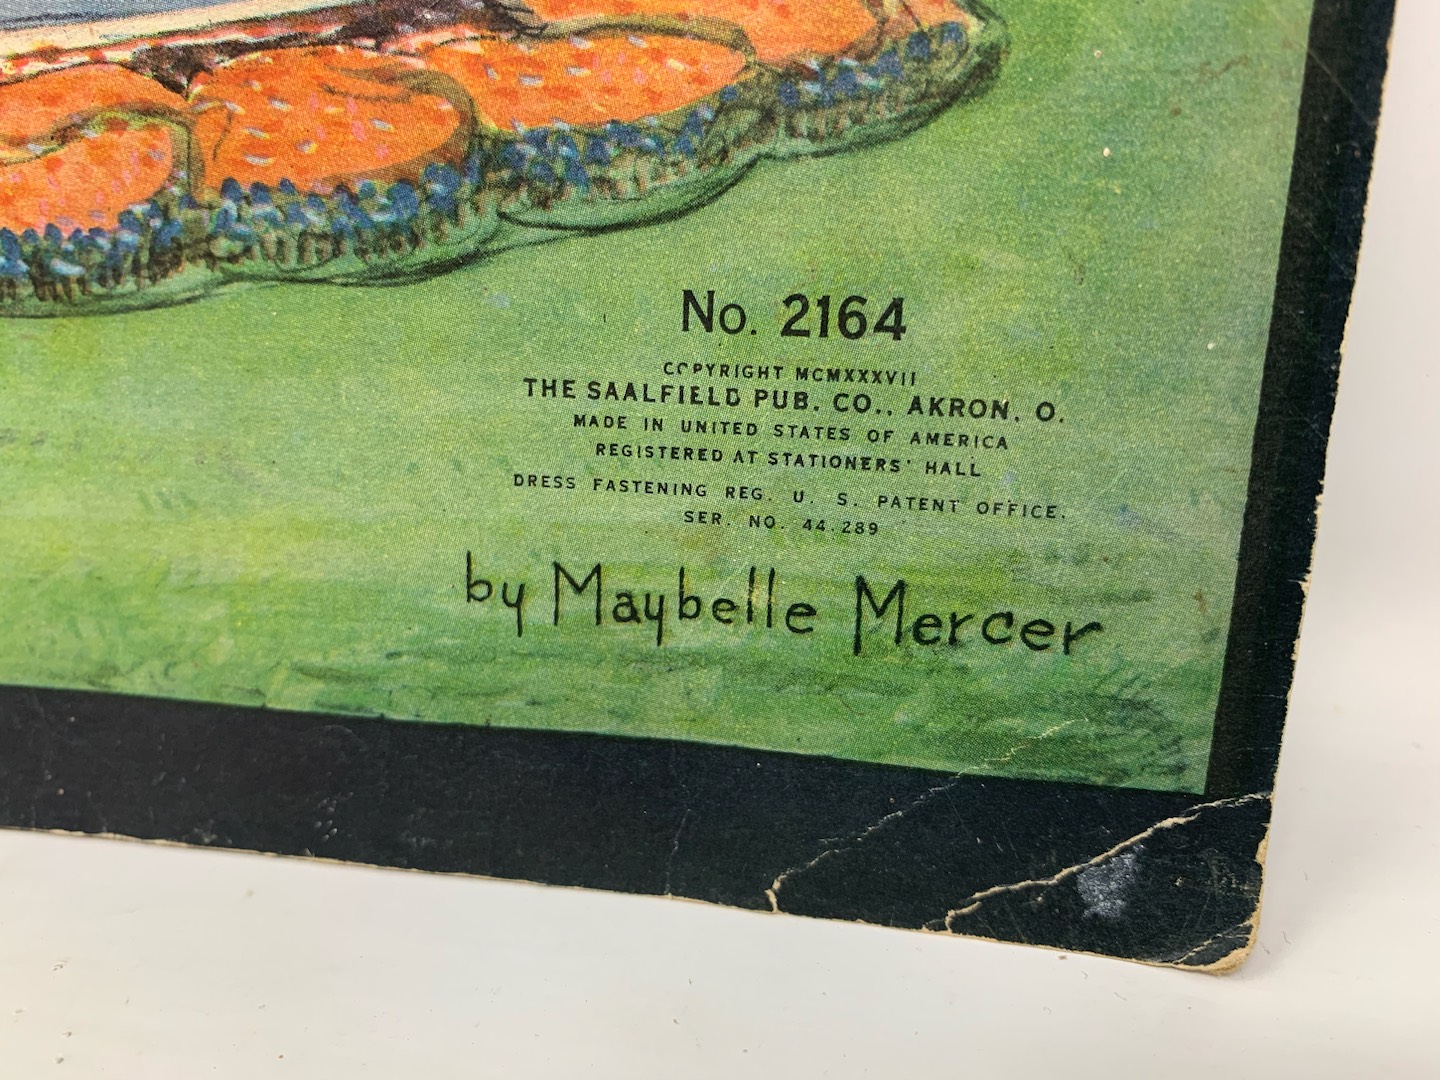 No. 2164
COPYRIGHT MCMXXXVII
THE SAALFIELD PUB. CO., AKRON, O.
MADE IN UNITED STATES OF AMERICA
REGISTERED AT STATIONERS' HALL
DRESS FASTENING REG. U. S. PATENT OFFICE.
SER. NO. 44.289
by Maybelle Mercer